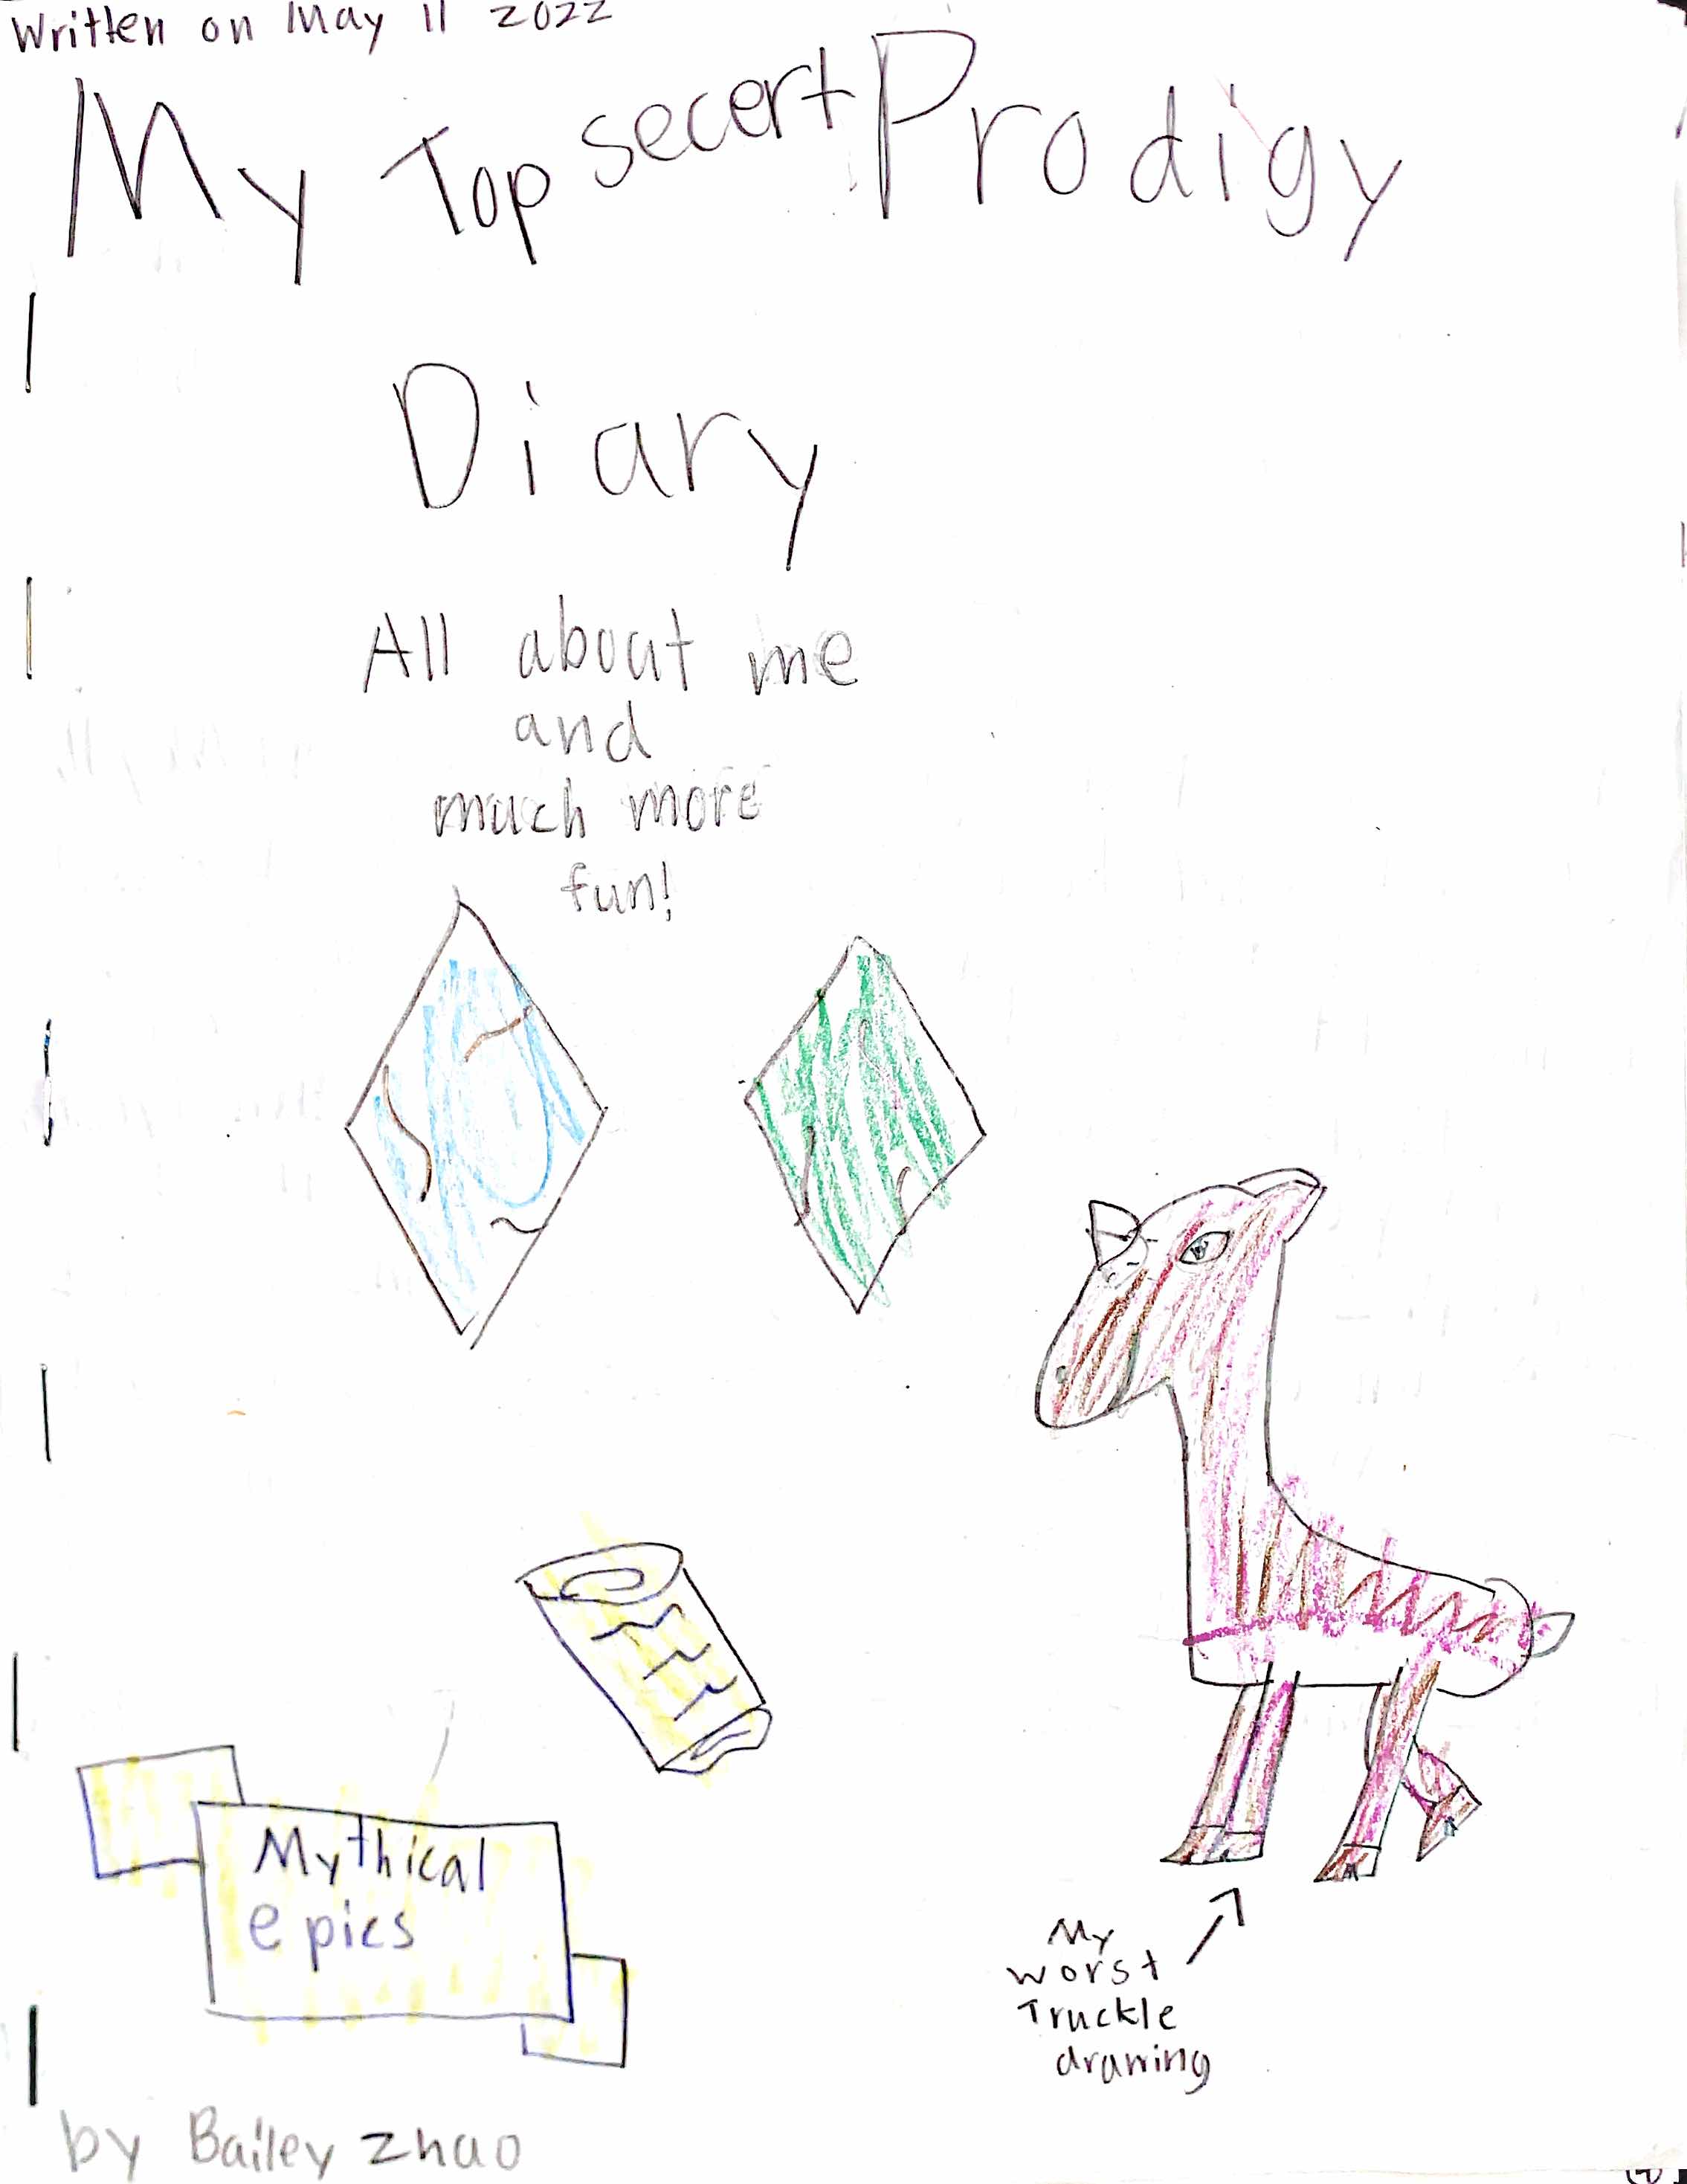 Written on May 11 2022
My Top secert Prodigy
Diary
All about me
and
much more
fun!
Mythical
epics
My
worst
Truckle
drawing
by Bailey zhao